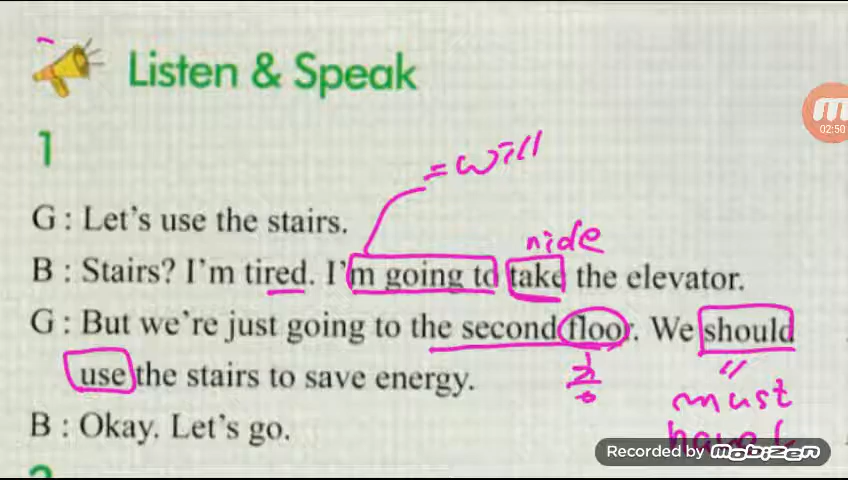 Listen & Speak
02:50
1
= will
G : Let's use the stairs.
ride
B : Stairs? I'm tired. I'm going to take the elevator.
G : But we're just going to the second floor. We should
층
use the stairs to save energy.
must
B : Okay. Let's go.
have t
Recorded by mobizen